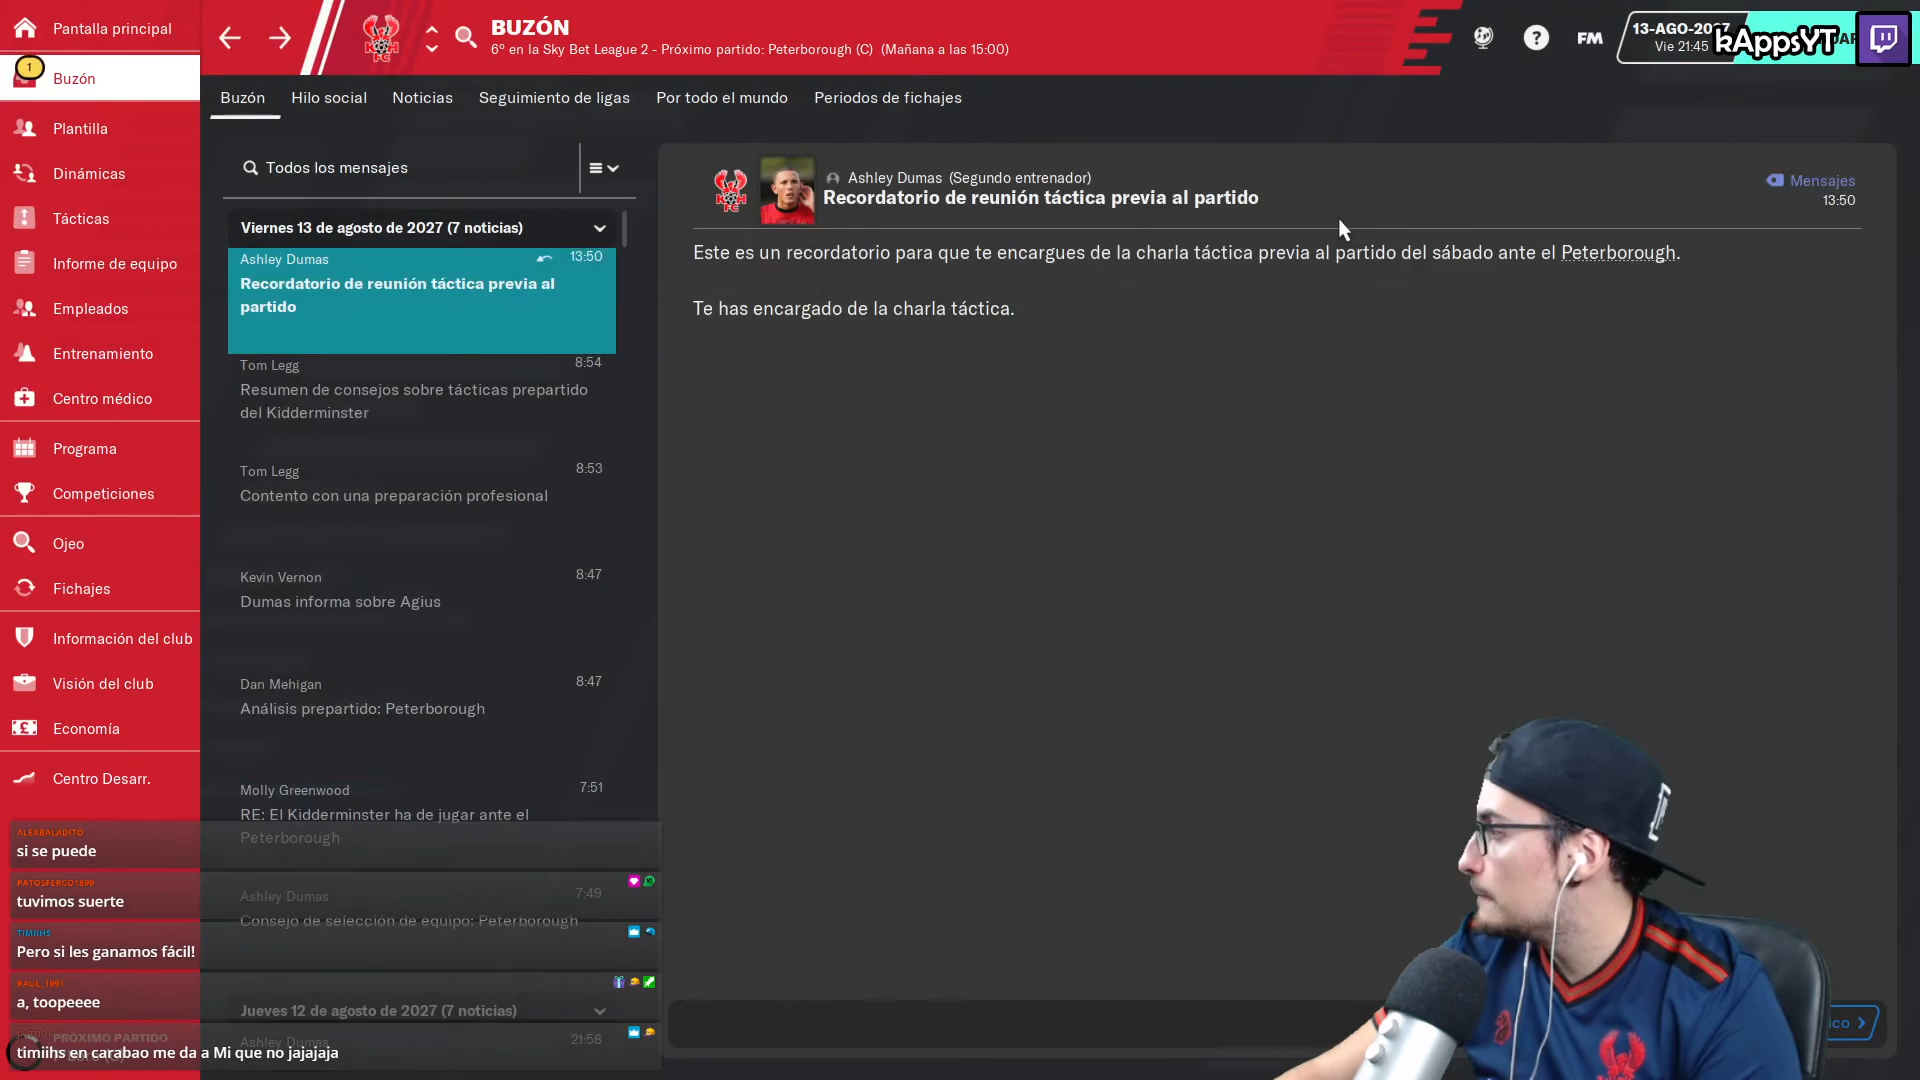 Pantalla principal
1
Buzón
Plantilla
Dinámicas
Tácticas
Informe de equipo
Empleados
Entrenamiento
Centro médico
Programa
Competiciones
Ojeo
Fichajes
Información del club
Visión del club
Economía
Centro Desarr.
BUZÓN
6º en la Sky Bet League 2 - Próximo partido: Peterborough (C) (Mañana a las 15:00)
FM
13-AGO-2027
Vie 21:45
kAppsYT
Buzón Hilo social Noticias Seguimiento de ligas Por todo el mundo Periodos de fichajes
Todos los mensajes
Viernes 13 de agosto de 2027 (7 noticias)
Ashley Dumas 13:50
Recordatorio de reunión táctica previa al
partido
Tom Legg 8:54
Resumen de consejos sobre tácticas prepartido
del Kidderminster
Tom Legg 8:53
Contento con una preparación profesional
Kevin Vernon 8:47
Dumas informa sobre Agius
Dan Mehigan 8:47
Análisis prepartido: Peterborough
Molly Greenwood 7:51
RE: El Kidderminster ha de jugar ante el
Peterborough
Ashley Dumas 7:49
Consejo de selección de equipo: Peterborough
Jueves 12 de agosto de 2027 (7 noticias)
Ashley Dumas 21:58
Ashley Dumas (Segundo entrenador)
Recordatorio de reunión táctica previa al partido
Mensajes
13:50
Este es un recordatorio para que te encargues de la charla táctica previa al partido del sábado ante el Peterborough.
Te has encargado de la charla táctica.
ALEXBALADITO
si se puede
PATOSFERCO1899
tuvimos suerte
TIMIIHS
Pero si les ganamos fácil!
RAUL_1991
a, toopeeee
PRÓXIMO PARTIDO
timiihs en carabao me da a Mi que no jajajaja